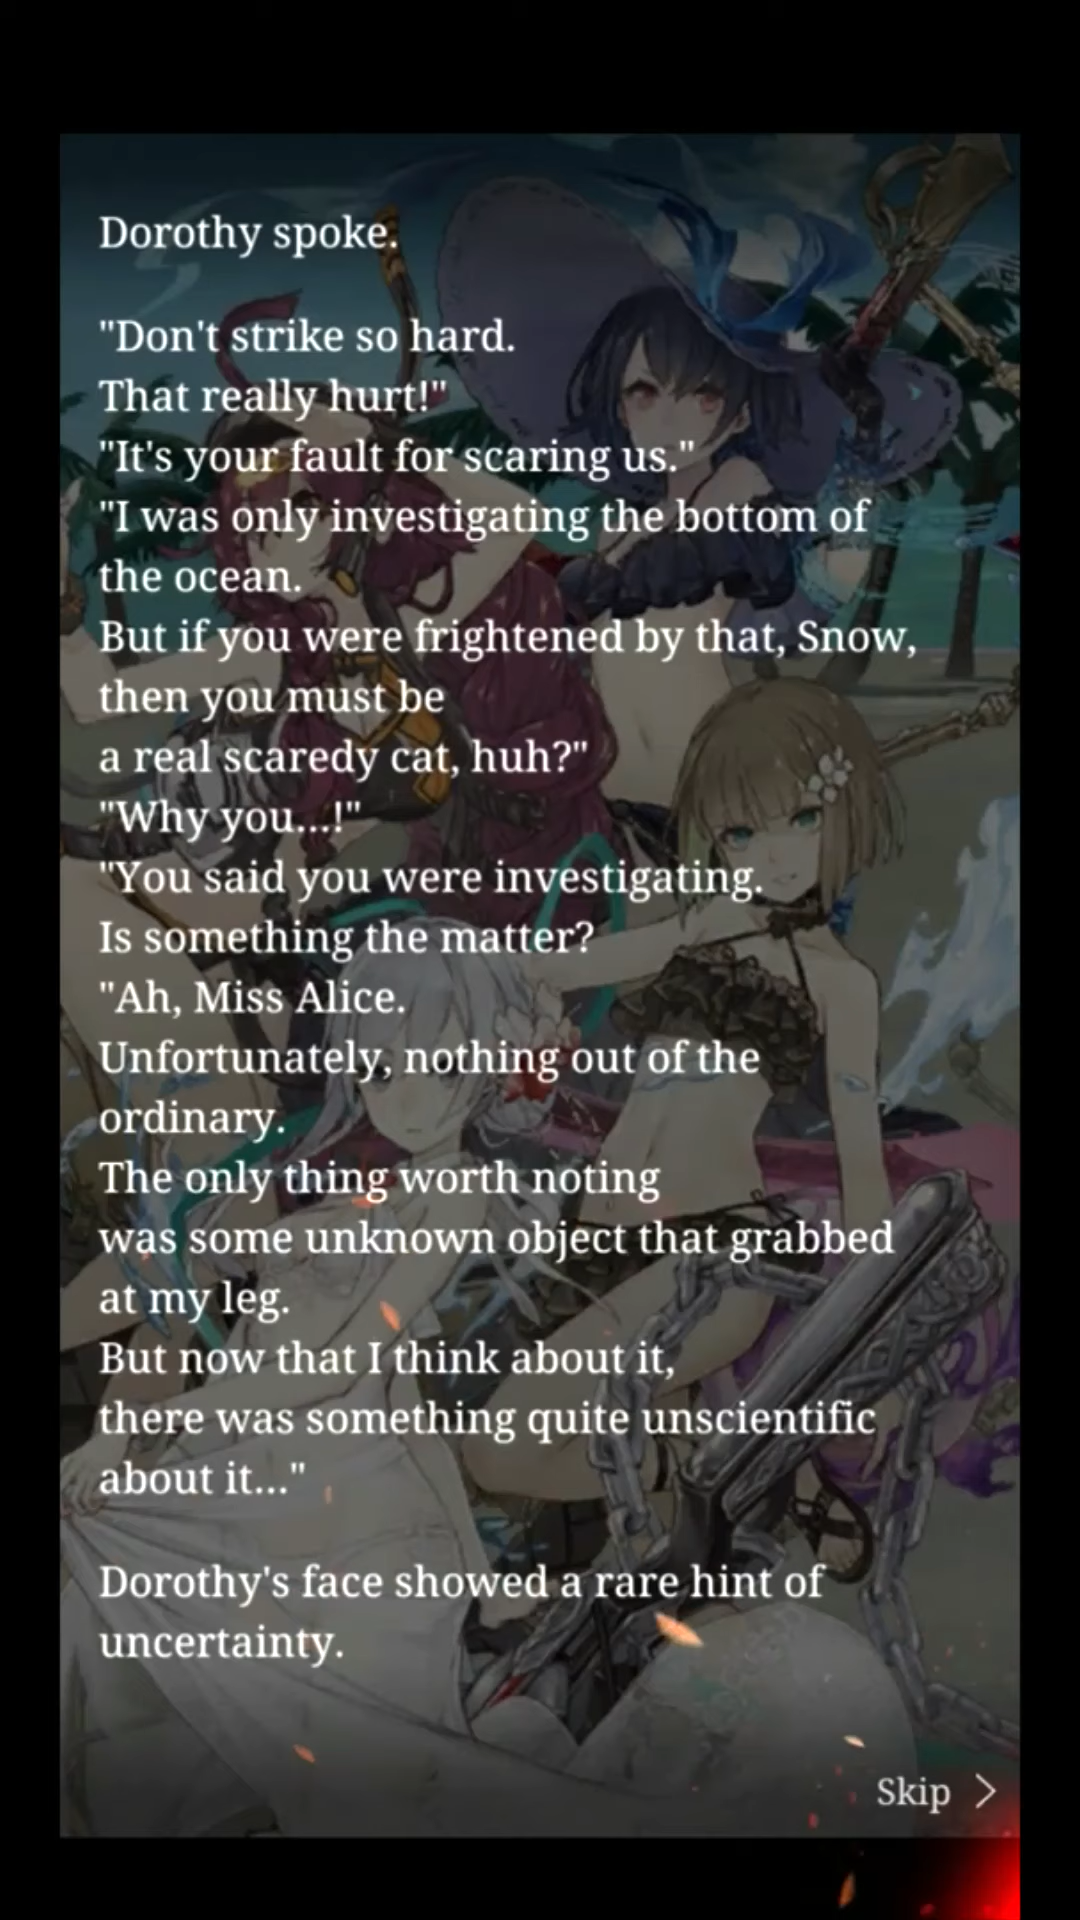 Dorothy spoke.
"Don't strike so hard.
That really hurt!"
"It's your fault for scaring us."
"I was only investigating the bottom of
the ocean.
But if you were frightened by that, Snow,
then you must be
a real scaredy cat, huh?"
"Why you...!"
"You said you were investigating.
Is something the matter?
"Ah, Miss Alice.
Unfortunately, nothing out of the
ordinary.
The only thing worth noting
was some unknown object that grabbed
at my leg.
But now that I think about it,
there was something quite unscientific
about it..."
Dorothy's face showed a rare hint of
uncertainty.
Skip >